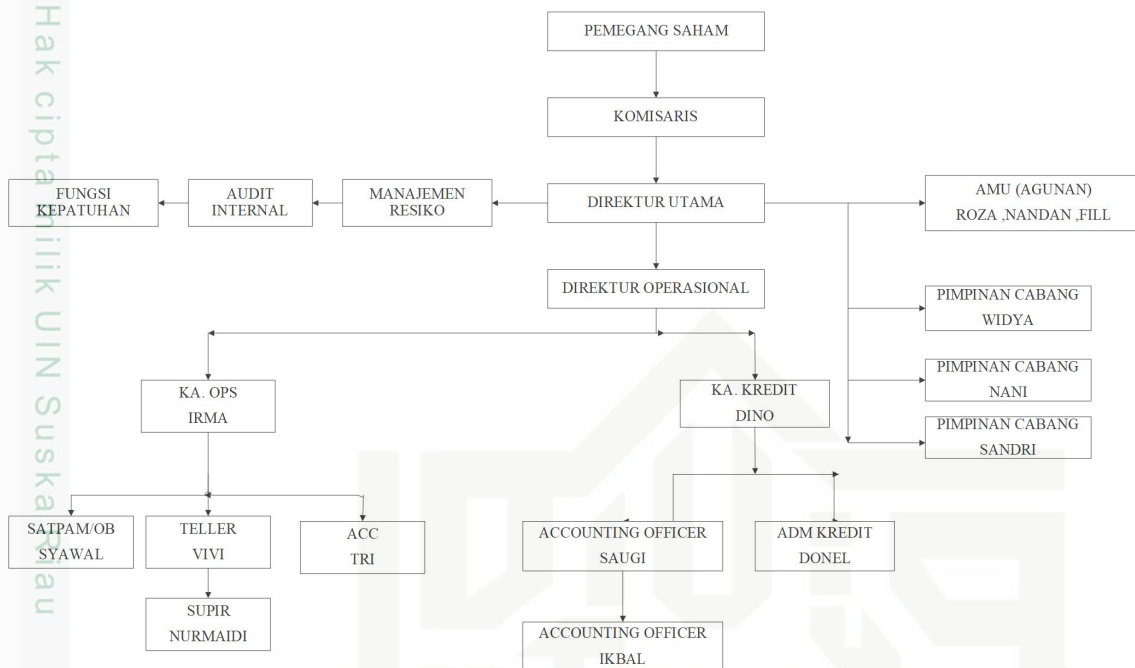 Hak cipta milik UIN Suska Riau
PEMEGANG SAHAM
KOMISARIS
FUNGSI
KEPATUHAN
AUDIT
INTERNAL
MANAJEMEN
RESIKO
DIREKTUR UTAMA
AMU (AGUNAN)
ROZA ,NANDAN ,FILL
DIREKTUR OPERASIONAL
PIMPINAN CABANG
WIDYA
PIMPINAN CABANG
NANI
PIMPINAN CABANG
SANDRI
KA. OPS
IRMA
KA. KREDIT
DINO
SATPAM/OB
SYAWAL
TELLER
VIVI
ACC
TRI
ACCOUNTING OFFICER
SAUGI
ADM KREDIT
DONEL
SUPIR
NURMAIDI
ACCOUNTING OFFICER
IKBAL